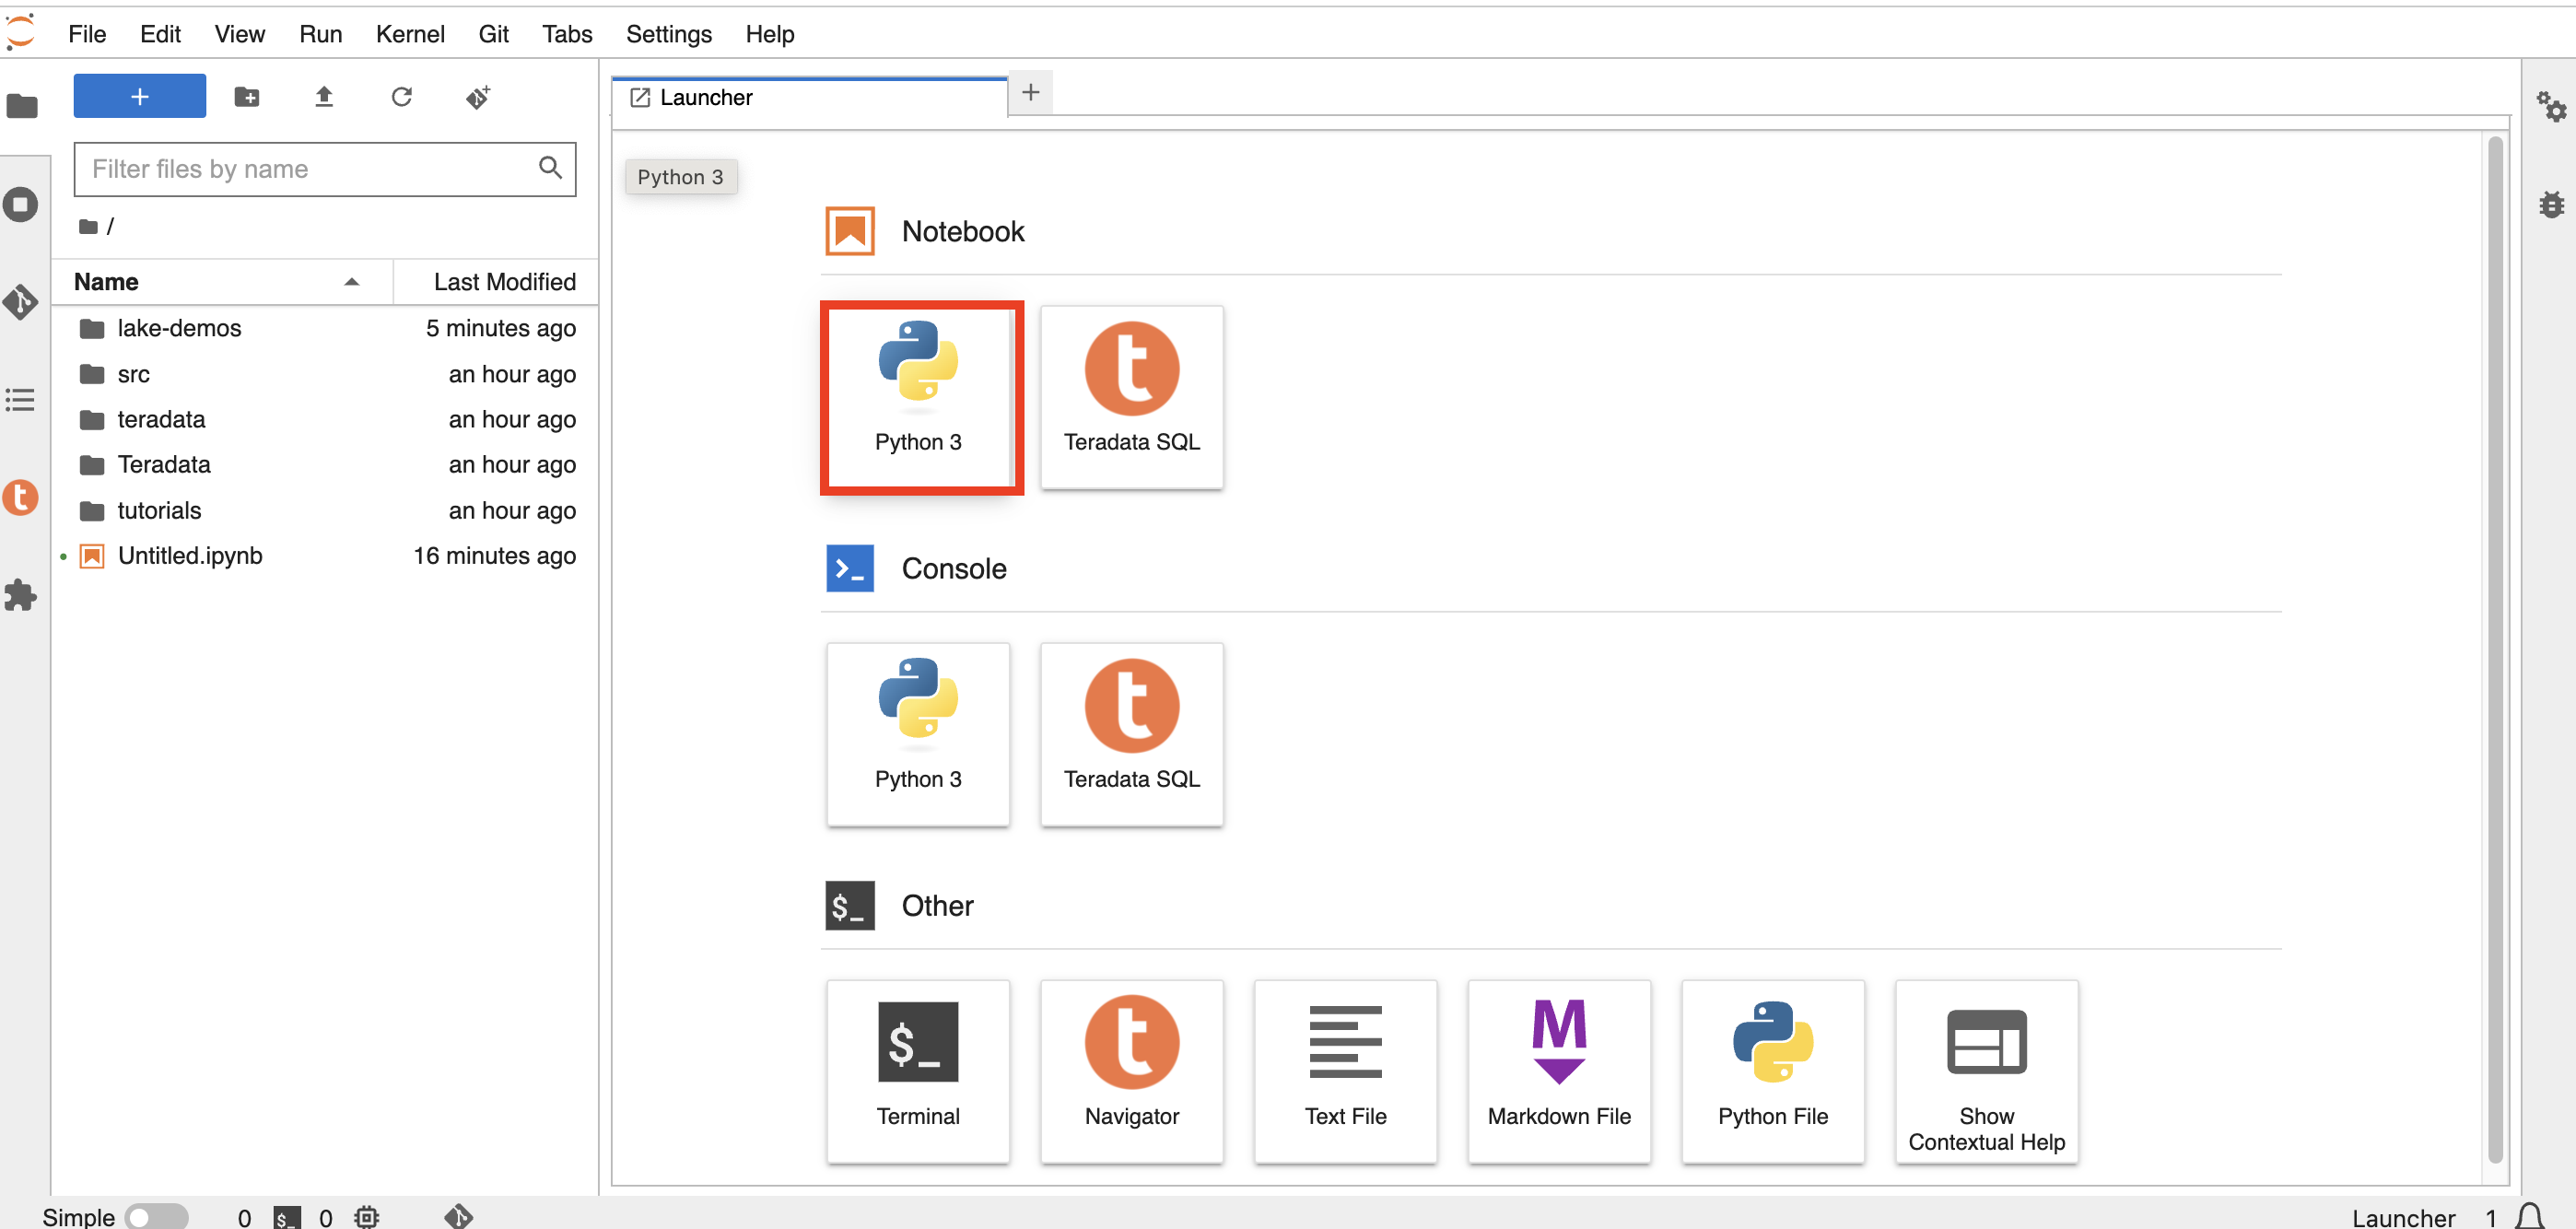 File Edit View Run Kernel Git Tabs Settings Help
+
Launcher
+
Filter files by name
/
Name Last Modified
lake-demos 5 minutes ago
src an hour ago
teradata an hour ago
Teradata an hour ago
tutorials an hour ago
Untitled.ipynb 16 minutes ago
Python 3
Notebook
Python 3
t
Teradata SQL
>_ Console
Python 3
t
Teradata SQL
$_ Other
$_
Terminal
t
Navigator
Text File
M
Markdown File
Python File
Show
Contextual Help
t
Simple 0 $_ 0 Launcher 1